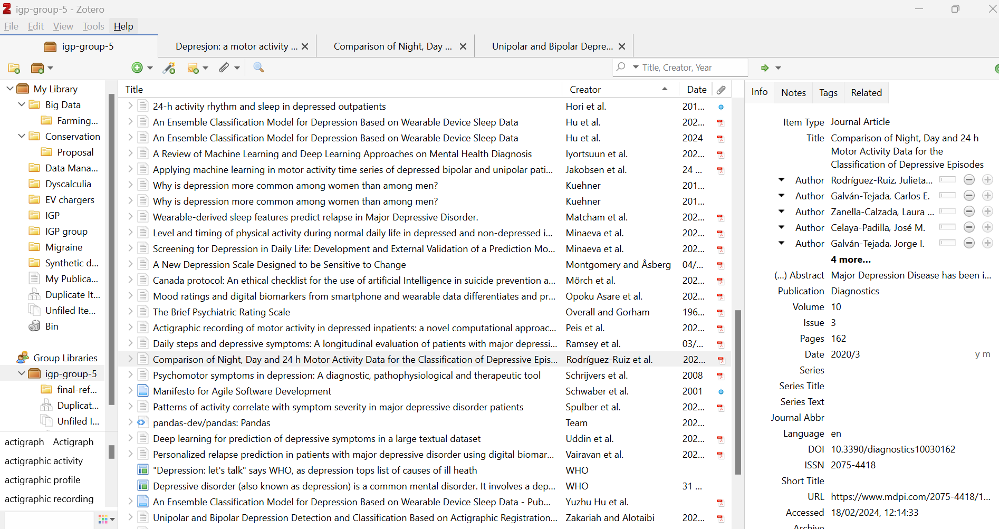 igp-group-5 - Zotero
File Edit View Tools Help
igp-group-5
Depresjon: a motor activity ...
Comparison of Night, Day ...
Unipolar and Bipolar Depre...
Title, Creator, Year
My Library
Big Data
Farming...
Conservation
Proposal
Data Mana...
Dyscalculia
EV chargers
IGP
IGP group
Migraine
Synthetic d...
My Publica...
Duplicate It...
Unfiled Ite...
Bin
Group Libraries
igp-group-5
final-ref...
Duplicat...
Unfiled I...
actigraph Actigraph
actigraphic activity
actigraphic profile
actigraphic recording
Title Creator Date
24-h activity rhythm and sleep in depressed outpatients Hori et al. 201...
An Ensemble Classification Model for Depression Based on Wearable Device Sleep Data Hu et al. 202...
An Ensemble Classification Model for Depression Based on Wearable Device Sleep Data Hu et al. 2024
A Review of Machine Learning and Deep Learning Approaches on Mental Health Diagnosis Iyortsuun et al. 202...
Applying machine learning in motor activity time series of depressed bipolar and unipolar pati... Jakobsen et al. 24 ...
Why is depression more common among women than among men? Kuehner 201...
Why is depression more common among women than among men? Kuehner 201...
Wearable-derived sleep features predict relapse in Major Depressive Disorder. Matcham et al. 202...
Level and timing of physical activity during normal daily life in depressed and non-depressed i... Minaeva et al. 202...
Screening for Depression in Daily Life: Development and External Validation of a Prediction Mo... Minaeva et al. 202...
A New Depression Scale Designed to be Sensitive to Change Montgomery and Åsberg 04/...
Canada protocol: An ethical checklist for the use of artificial Intelligence in suicide prevention a... Mörch et al. 202...
Mood ratings and digital biomarkers from smartphone and wearable data differentiates and pr... Opoku Asare et al. 202...
The Brief Psychiatric Rating Scale Overall and Gorham 196...
Actigraphic recording of motor activity in depressed inpatients: a novel computational approac... Peis et al. 202...
Daily steps and depressive symptoms: A longitudinal evaluation of patients with major depressi... Ramsey et al. 03/...
Comparison of Night, Day and 24 h Motor Activity Data for the Classification of Depressive Epis... Rodríguez-Ruiz et al. 202...
Psychomotor symptoms in depression: A diagnostic, pathophysiological and therapeutic tool Schrijvers et al. 2008
Manifesto for Agile Software Development Schwaber et al. 2001
Patterns of activity correlate with symptom severity in major depressive disorder patients Spulber et al. 202...
pandas-dev/pandas: Pandas Team 202...
Deep learning for prediction of depressive symptoms in a large textual dataset Uddin et al. 202...
Personalized relapse prediction in patients with major depressive disorder using digital biomar... Vairavan et al. 202...
"Depression: let's talk" says WHO, as depression tops list of causes of ill heath WHO
Depressive disorder (also known as depression) is a common mental disorder. It involves a dep... WHO 31 ...
An Ensemble Classification Model for Depression Based on Wearable Device Sleep Data - Pub... Yuzhu Hu et al.
Unipolar and Bipolar Depression Detection and Classification Based on Actigraphic Registration... Zakariah and Alotaibi 202...
Info Notes Tags Related
Item Type Journal Article
Title Comparison of Night, Day and 24 h
Motor Activity Data for the
Classification of Depressive Episodes
Author Rodríguez-Ruiz, Julieta...
Author Galván-Tejada, Carlos E.
Author Zanella-Calzada, Laura ...
Author Celaya-Padilla, José M.
Author Galván-Tejada, Jorge I.
4 more...
(...) Abstract Major Depression Disease has been i...
Publication Diagnostics
Volume 10
Issue 3
Pages 162
Date 2020/3 y m
Series
Series Title
Series Text
Journal Abbr
Language en
DOI 10.3390/diagnostics10030162
ISSN 2075-4418
Short Title
URL https://www.mdpi.com/2075-4418/1...
Accessed 18/02/2024, 12:14:33
Archive